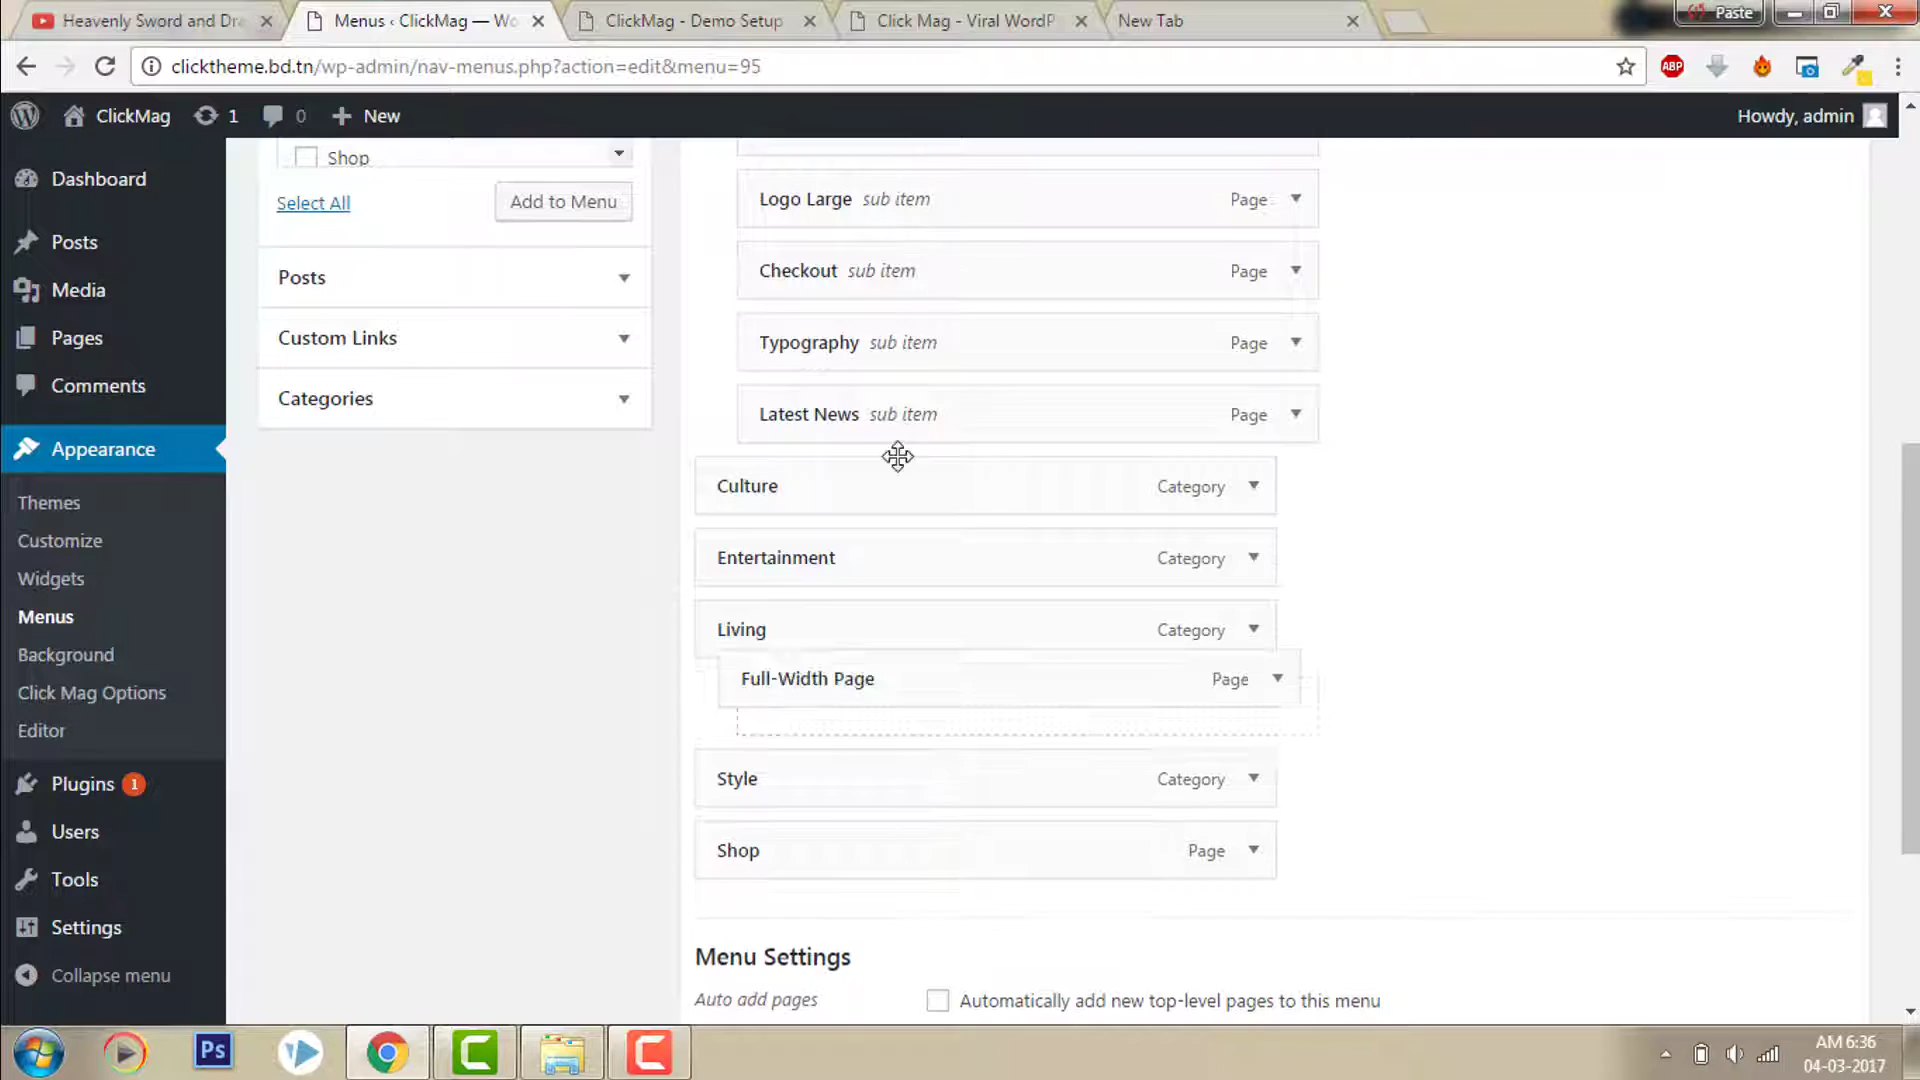 Heavenly Sword and Dra
Menus ‹ ClickMag — Wo
ClickMag - Demo Setup
Click Mag - Viral WordP
New Tab
Paste
clicktheme.bd.tn/wp-admin/nav-menus.php?action=edit&menu=95
ABP
ClickMag
1
0
New
Howdy, admin
Dashboard
Posts
Media
Pages
Comments
Appearance
Themes
Customize
Widgets
Menus
Background
Click Mag Options
Editor
Plugins 1
Users
Tools
Settings
Collapse menu
Shop
Select All
Add to Menu
Posts
Custom Links
Categories
Logo Large sub item Page
Checkout sub item Page
Typography sub item Page
Latest News sub item Page
Culture Category
Entertainment Category
Living Category
Full-Width Page Page
Style Category
Shop Page
Menu Settings
Auto add pages
Automatically add new top-level pages to this menu
Ps
AM 6:36
04-03-2017